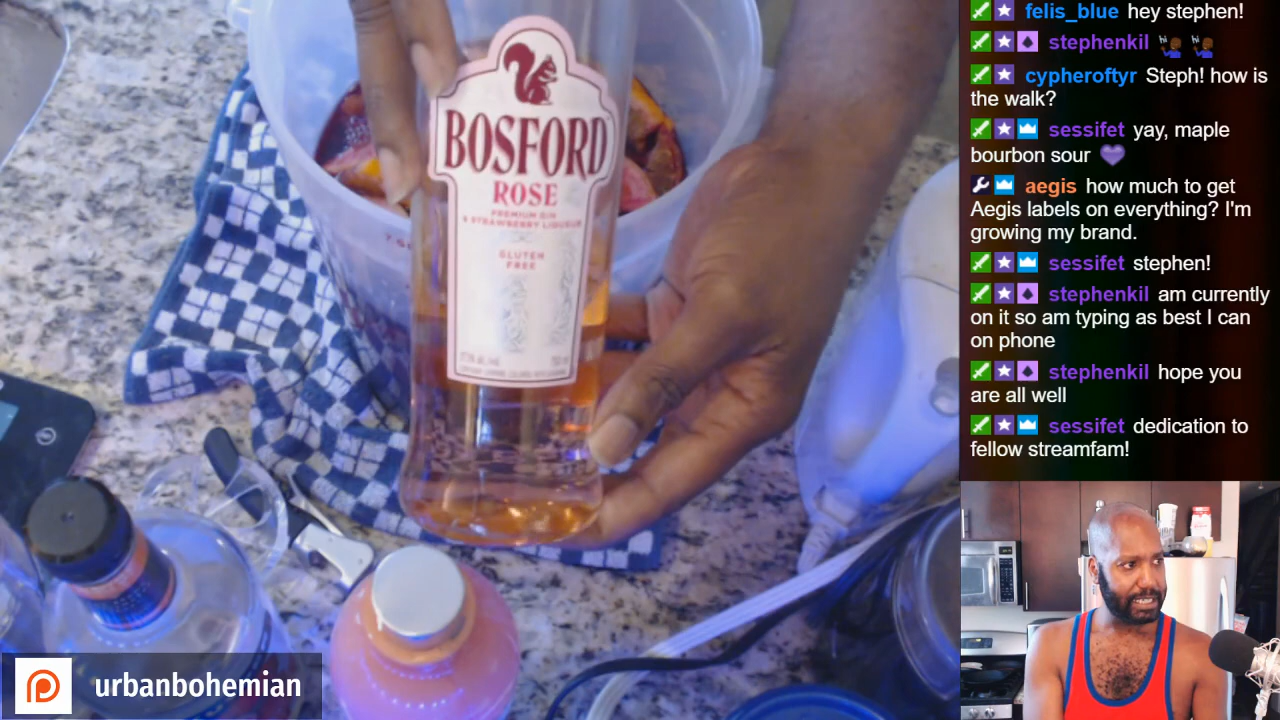 BOSFORD
ROSE
PREMIUM GIN
& STRAWBERRY LIQUEUR
GLUTEN
FREE
urbanbohemian
felis_blue hey stephen!
stephenkil hi hi
cypheroftyr Steph! how is
the walk?
sessifet yay, maple
bourbon sour
aegis how much to get
Aegis labels on everything? I'm
growing my brand.
sessifet stephen!
stephenkil am currently
on it so am typing as best I can
on phone
stephenkil hope you
are all well
sessifet dedication to
fellow streamfam!